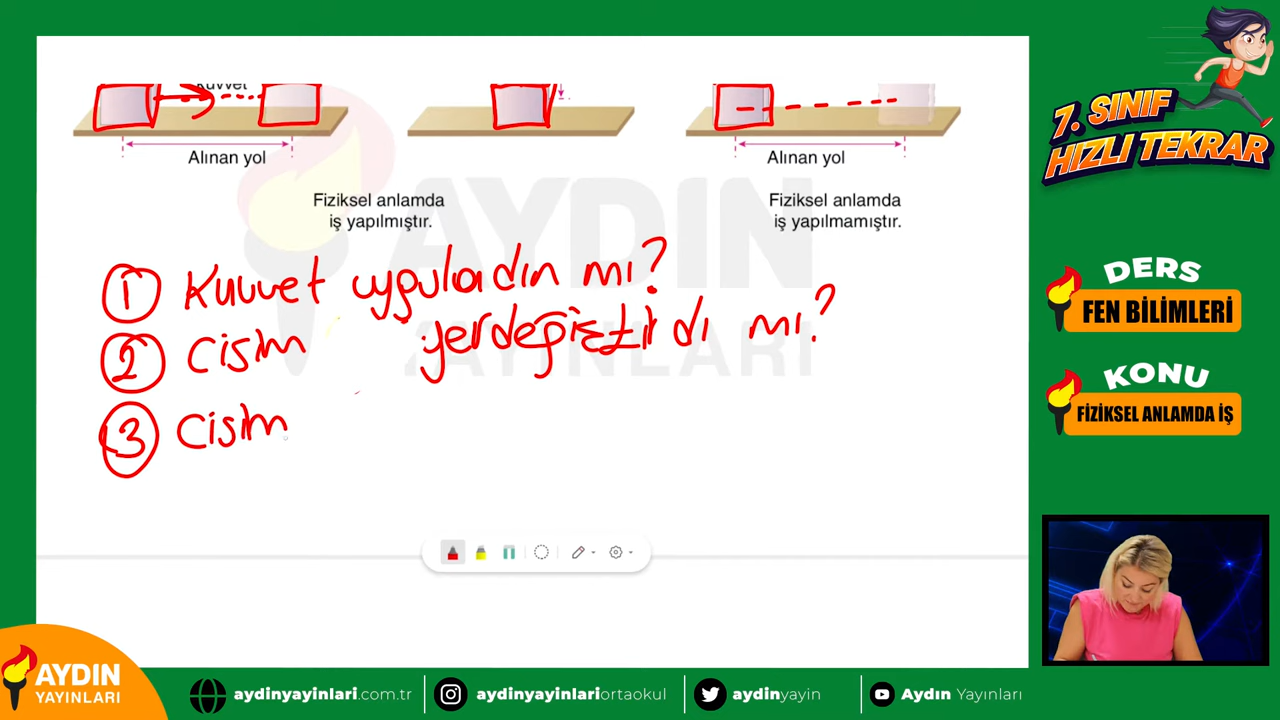 Kuvvet
Alınan yol
Alınan yol
Fiziksel anlamda
iş yapılmıştır.
Fiziksel anlamda
iş yapılmamıştır.
AYDIN
YAYINLARI
1 Kuvvet uyguladın mı?
2 Cisim yerdeğiştirdi mi?
3 Cisim
7. SINIF
HIZLI TEKRAR
DERS
FEN BİLİMLERİ
KONU
FİZİKSEL ANLAMDA İŞ
AYDIN
YAYINLARI
aydinyayinlari.com.tr
aydinyayinlariortaokul
aydinyayin
Aydın Yayınları